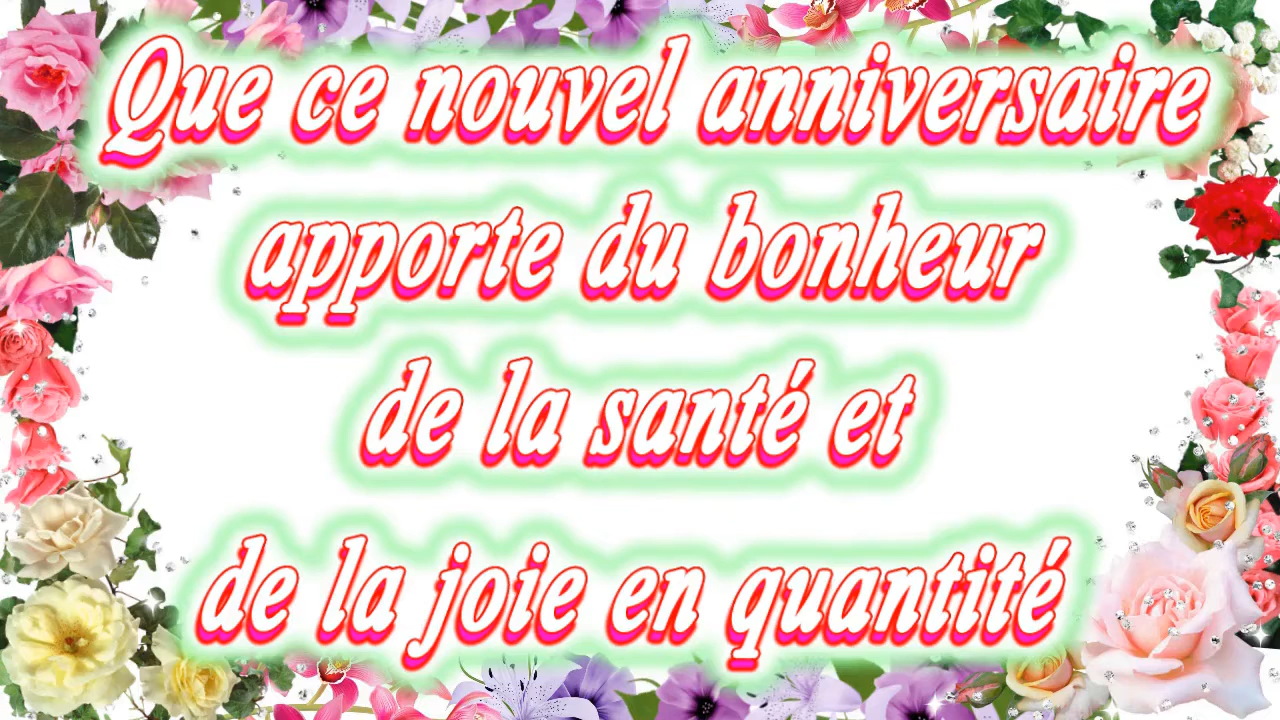 Que ce nouvel anniversaire
apporte du bonheur
de la santé et
de la joie en quantité